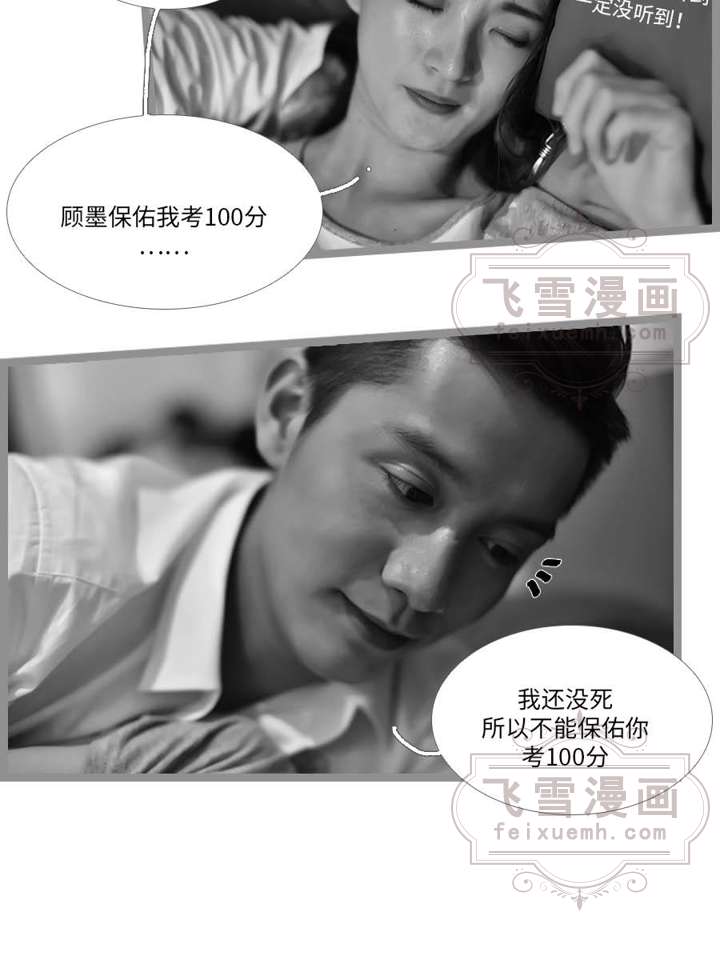 定没听到！
顾墨保佑我考100分
……
飞雪漫画
feixuemh.com
我还没死
所以不能保佑你
考100分
飞雪漫画
feixuemh.com